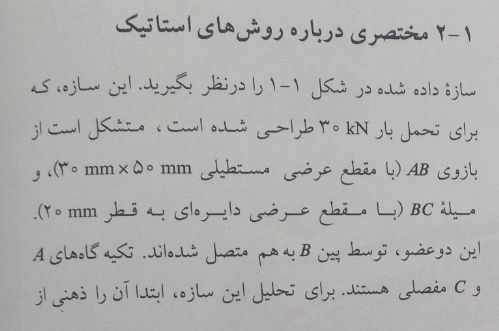 ۱-۲ مختصری درباره روش‌های استاتیک
سازهٔ داده شده در شکل ۱-۱ را درنظر بگیرید. این سازه، که
برای تحمل بار ۳۰ kN طراحی شده است، متشکل است از
بازوی AB (با مقطع عرضی مستطیلی ۳۰ mm×۵۰ mm)، و
میلهٔ BC (با مقطع عرضی دایره‌ای به قطر ۲۰ mm).
این دوعضو، توسط پین B به هم متصل شده‌اند. تکیه گاه‌های A
و C مفصلی هستند. برای تحلیل این سازه، ابتدا آن را ذهنی از